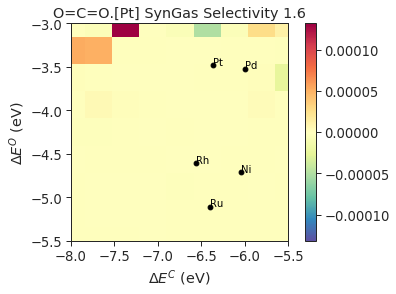 O=C=O.[Pt] SynGas Selectivity 1.6
−3.0
−3.5
−4.0
−4.5
−5.0
−5.5
ΔE^O (eV)
Pt
Pd
Rh
Ni
Ru
−8.0 −7.5 −7.0 −6.5 −6.0 −5.5
ΔE^C (eV)
0.00010
0.00005
0.00000
−0.00005
−0.00010